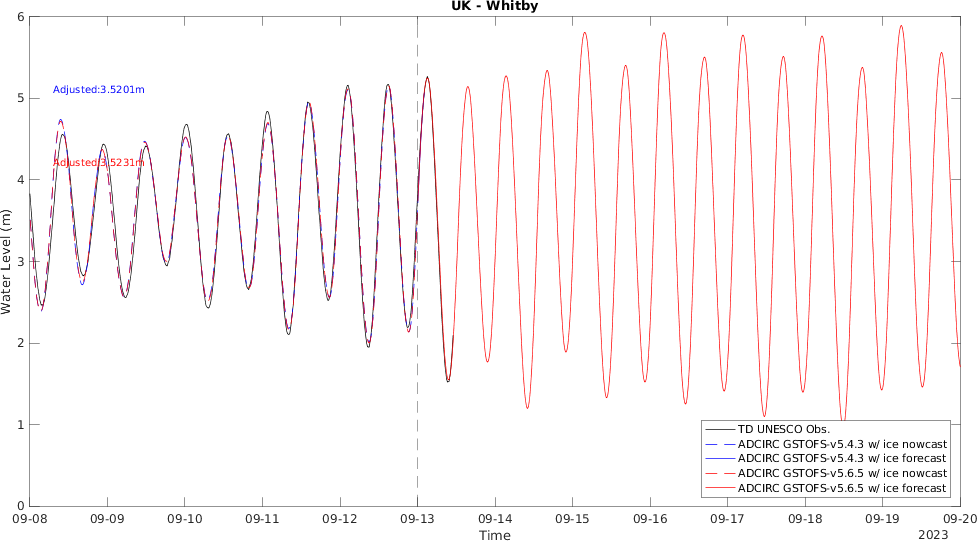 UK - Whitby
6
5
4
3
2
1
0
Water Level (m)
Adjusted:3.5201m
Adjusted:3.5231m
TD UNESCO Obs.
ADCIRC GSTOFS-v5.4.3 w/ ice nowcast
ADCIRC GSTOFS-v5.4.3 w/ ice forecast
ADCIRC GSTOFS-v5.6.5 w/ ice nowcast
ADCIRC GSTOFS-v5.6.5 w/ ice forecast
09-08 09-09 09-10 09-11 09-12 09-13 09-14 09-15 09-16 09-17 09-18 09-19 09-20
Time
2023